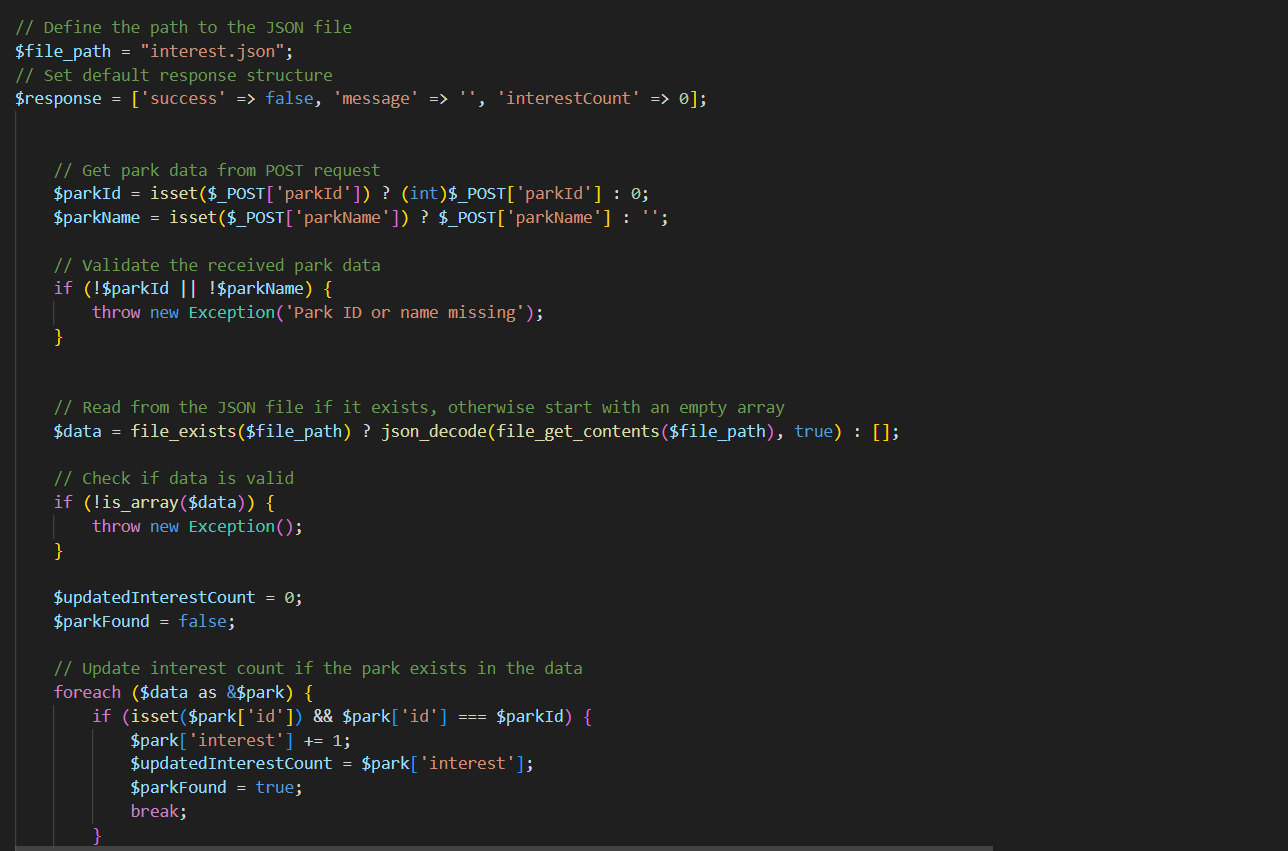 // Define the path to the JSON file
$file_path = "interest.json";
// Set default response structure
$response = ['success' => false, 'message' => '', 'interestCount' => 0];
// Get park data from POST request
$parkId = isset($_POST['parkId']) ? (int)$_POST['parkId'] : 0;
$parkName = isset($_POST['parkName']) ? $_POST['parkName'] : '';
// Validate the received park data
if (!$parkId || !$parkName) {
throw new Exception('Park ID or name missing');
}
// Read from the JSON file if it exists, otherwise start with an empty array
$data = file_exists($file_path) ? json_decode(file_get_contents($file_path), true) : [];
// Check if data is valid
if (!is_array($data)) {
throw new Exception();
}
$updatedInterestCount = 0;
$parkFound = false;
// Update interest count if the park exists in the data
foreach ($data as &$park) {
if (isset($park['id']) && $park['id'] === $parkId) {
$park['interest'] += 1;
$updatedInterestCount = $park['interest'];
$parkFound = true;
break;
}